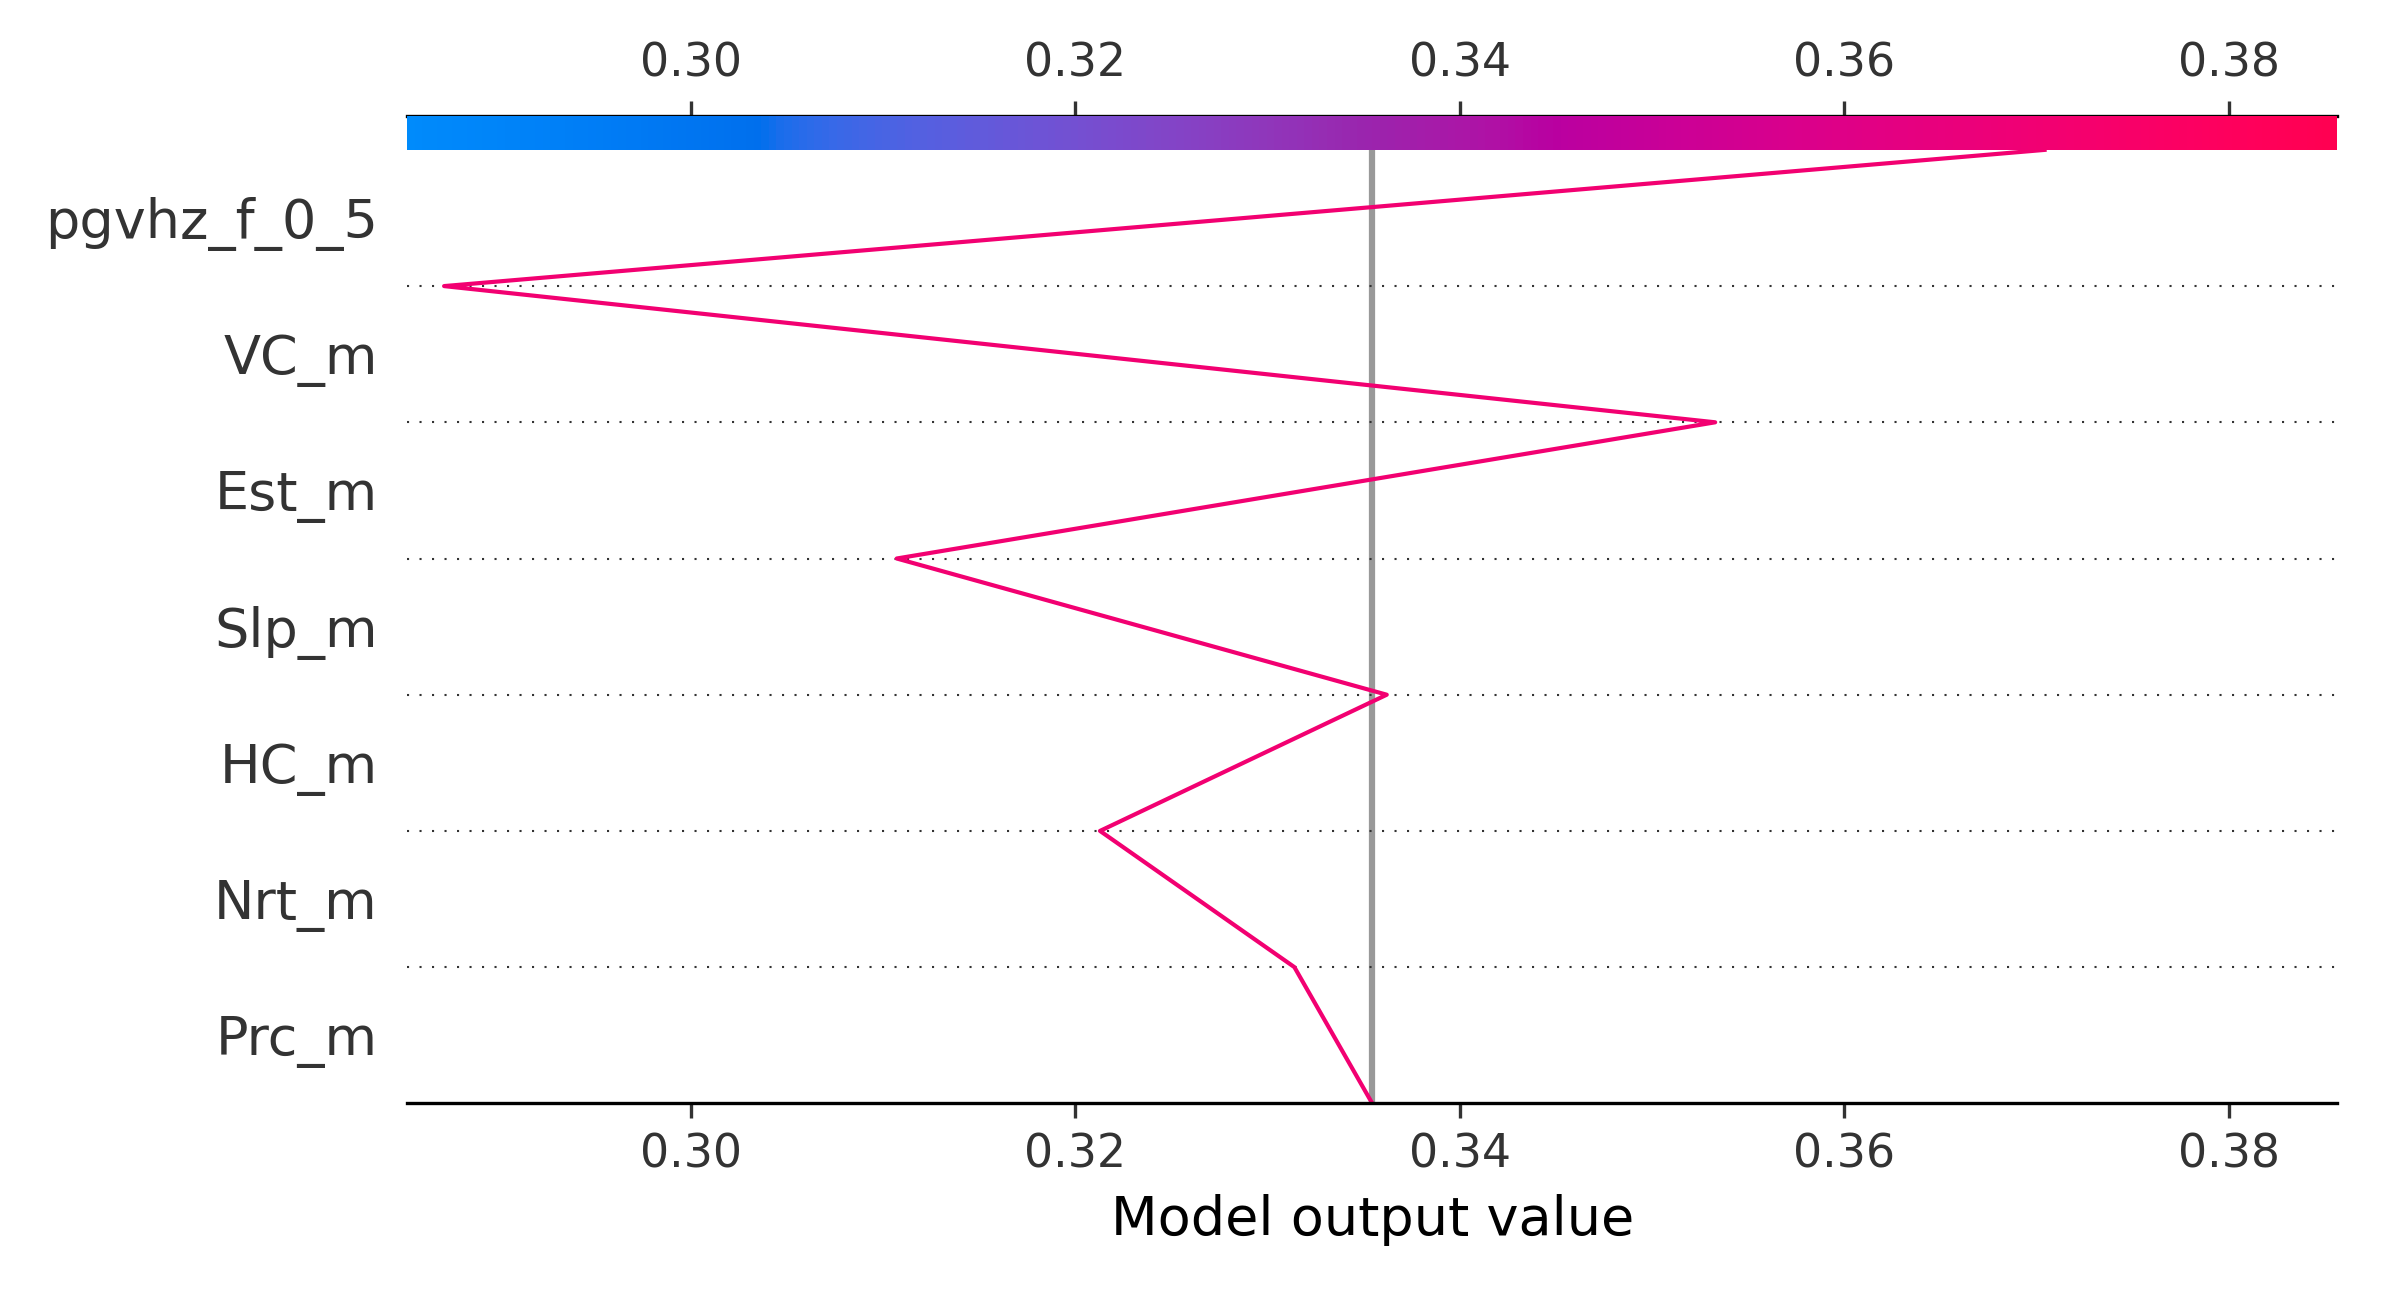 0.30 0.32 0.34 0.36 0.38
pgvhz_f_0_5
VC_m
Est_m
Slp_m
HC_m
Nrt_m
Prc_m
0.30 0.32 0.34 0.36 0.38
Model output value